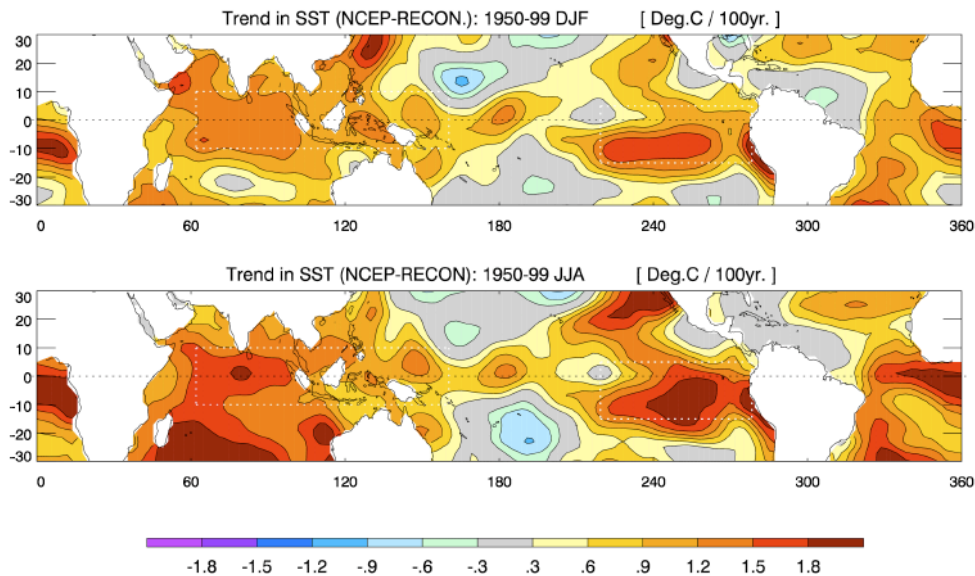 Trend in SST (NCEP-RECON.): 1950-99 DJF [ Deg.C / 100yr. ]
30
20
10
0
-10
-20
-30
0 60 120 180 240 300 360
Trend in SST (NCEP-RECON): 1950-99 JJA [ Deg.C / 100yr. ]
30
20
10
0
-10
-20
-30
0 60 120 180 240 300 360
-1.8 -1.5 -1.2 -.9 -.6 -.3 .3 .6 .9 1.2 1.5 1.8